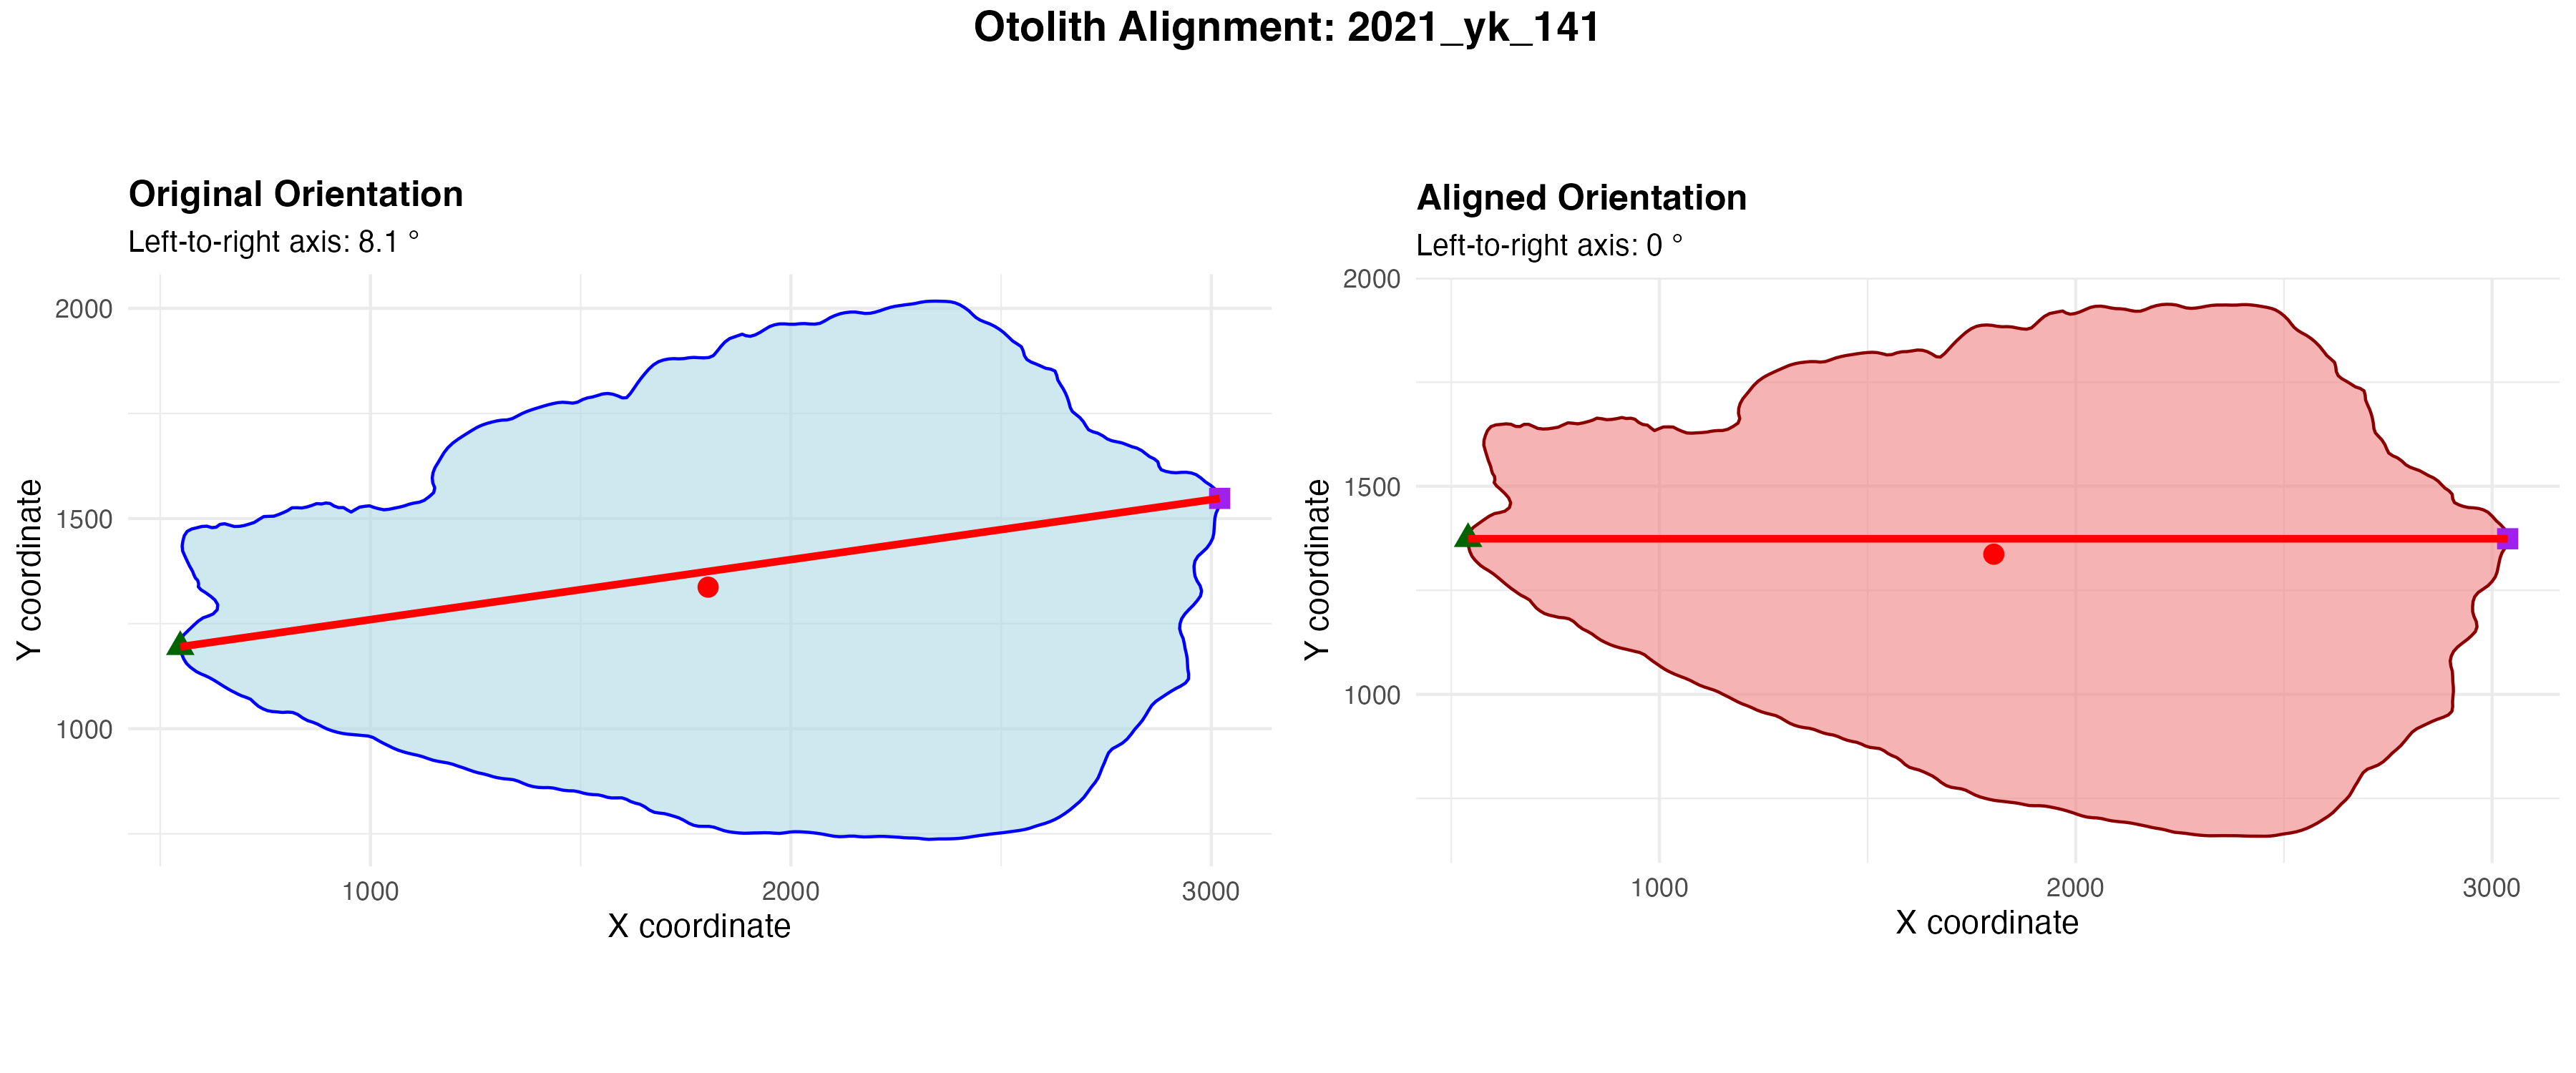 Otolith Alignment: 2021_yk_141
Original Orientation
Left-to-right axis: 8.1 °
2000
1500
1000
Y coordinate
1000
2000
3000
X coordinate
Aligned Orientation
Left-to-right axis: 0 °
2000
1500
1000
Y coordinate
1000
2000
3000
X coordinate